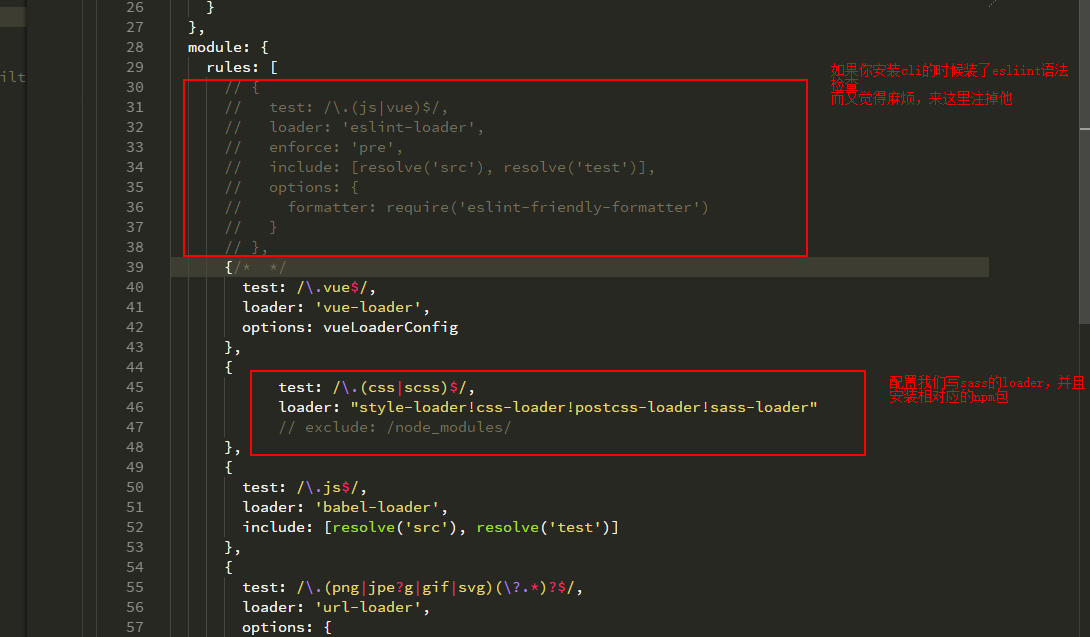 26 }
27 },
28 module: {
29 rules: [
30 // {
31 //   test: /\.(js|vue)$/,
32 //   loader: 'eslint-loader',
33 //   enforce: 'pre',
34 //   include: [resolve('src'), resolve('test')],
35 //   options: {
36 //     formatter: require('eslint-friendly-formatter')
37 //   }
38 // },
39 {/*  */
40 test: /\.vue$/,
41 loader: 'vue-loader',
42 options: vueLoaderConfig
43 },
44 {
45 test: /\.(css|scss)$/,
46 loader: "style-loader!css-loader!postcss-loader!sass-loader"
47 // exclude: /node_modules/
48 },
49 {
50 test: /\.js$/,
51 loader: 'babel-loader',
52 include: [resolve('src'), resolve('test')]
53 },
54 {
55 test: /\.(png|jpe?g|gif|svg)(\?.*)?$/,
56 loader: 'url-loader',
57 options: {
ilt
如果你安装cli的时候装了esliint语法
检查
而又觉得麻烦，来这里注掉他
配置我们写sass的loader，并且
安装相对应的npm包